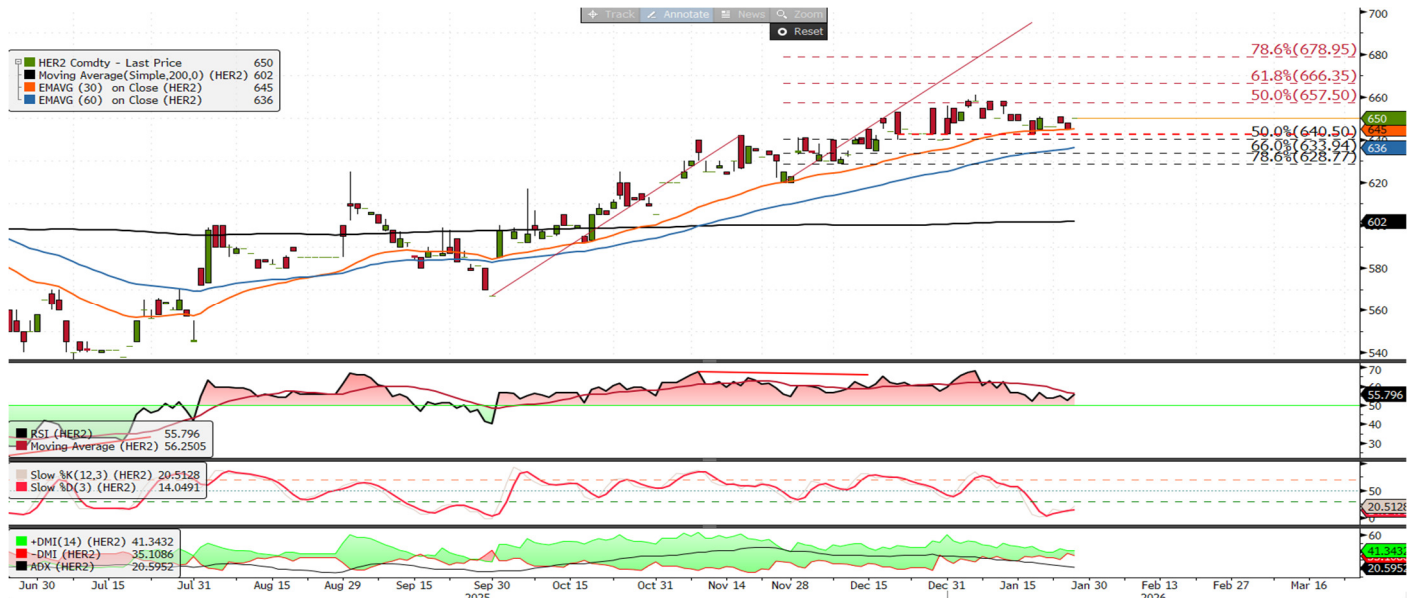 Track Annotate News Zoom
Reset
HER2 Comdty - Last Price 650
Moving Average(Simple,200,0) (HER2) 602
EMAVG (30) on Close (HER2) 645
EMAVG (60) on Close (HER2) 636
78.6%(678.95)
61.8%(666.35)
50.0%(657.50)
50.0%(640.50)
66.0%(633.94)
78.6%(628.77)
700
680
660
650
645
636
620
602
580
560
540
RSI (HER2) 55.796
Moving Average (HER2) 56.2505
70
55.796
50
40
30
Slow %K(12,3) (HER2) 20.5128
Slow %D(3) (HER2) 14.0491
50
20.5128
0
+DMI(14) (HER2) 41.3432
-DMI (HER2) 35.1086
ADX (HER2) 20.5952
60
41.3432
20.5952
Jun 30 Jul 15 Jul 31 Aug 15 Aug 29 Sep 15 Sep 30 Oct 15 Oct 31 Nov 14 Nov 28 Dec 15 Dec 31 Jan 15 Jan 30 Feb 13 Feb 27 Mar 16
2025 2026